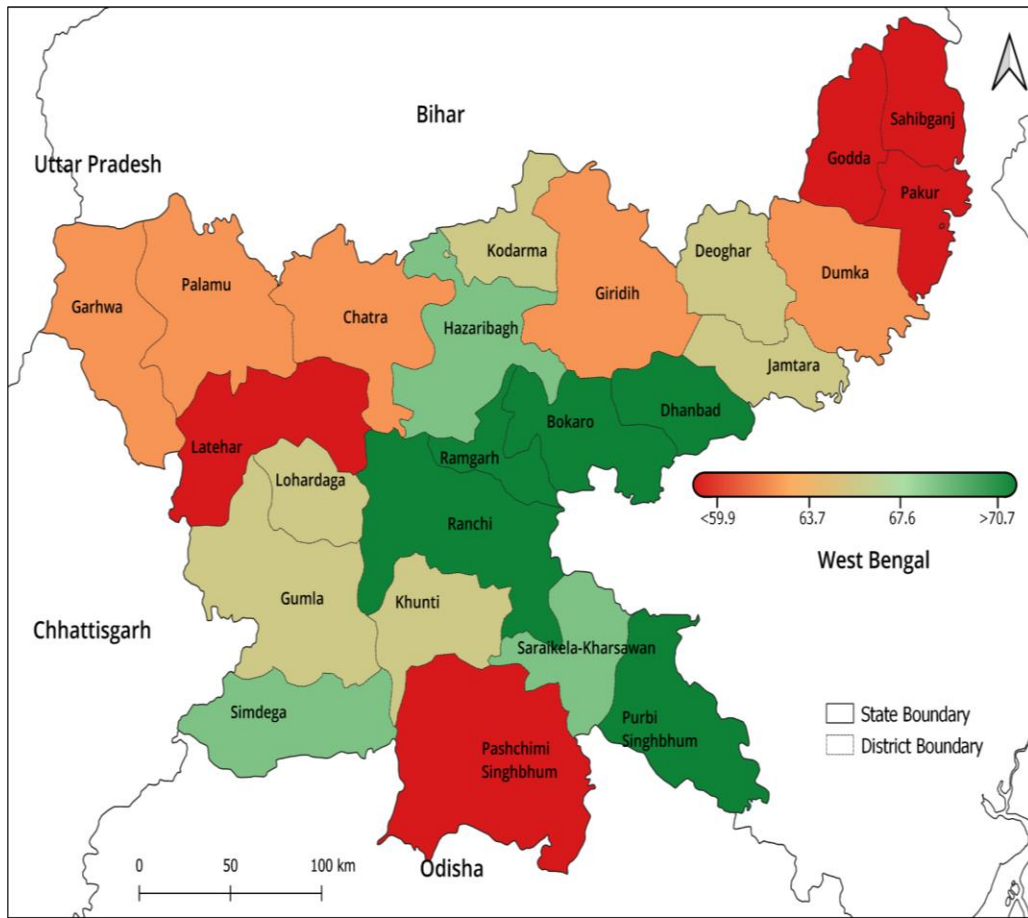 Bihar
Uttar Pradesh
Sahibganj
Godda
Pakur
Kodarma
Deoghar
Dumka
Palamu
Garhwa
Giridih
Chatra
Hazaribagh
Jamtara
Dhanbad
Bokaro
Latehar
Ramgarh
Lohardaga
Ranchi
<59.9 63.7 67.6 >70.7
West Bengal
Gumla
Khunti
Chhattisgarh
Saraikela-Kharsawan
Simdega
Purbi
Singhbhum
Pashchimi
Singhbhum
State Boundary
District Boundary
0 50 100 km
Odisha